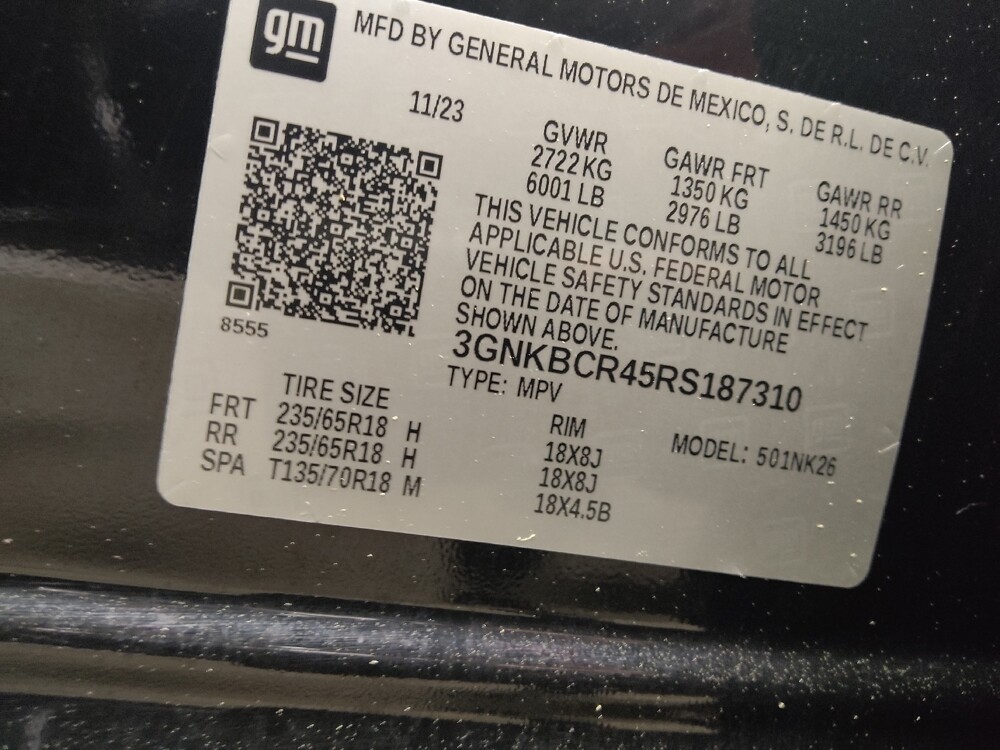 gm
MFD BY GENERAL MOTORS DE MEXICO, S. DE R.L. DE C.V.
11/23
GVWR GAWR FRT GAWR RR
2722 KG 1350 KG 1450 KG
6001 LB 2976 LB 3196 LB
THIS VEHICLE CONFORMS TO ALL
APPLICABLE U.S. FEDERAL MOTOR
VEHICLE SAFETY STANDARDS IN EFFECT
ON THE DATE OF MANUFACTURE
SHOWN ABOVE.
8555
3GNKBCR45RS187310
TYPE: MPV
MODEL: 501NK26
TIRE SIZE RIM
FRT 235/65R18 H 18X8J
RR 235/65R18 H 18X8J
SPA T135/70R18 M 18X4.5B